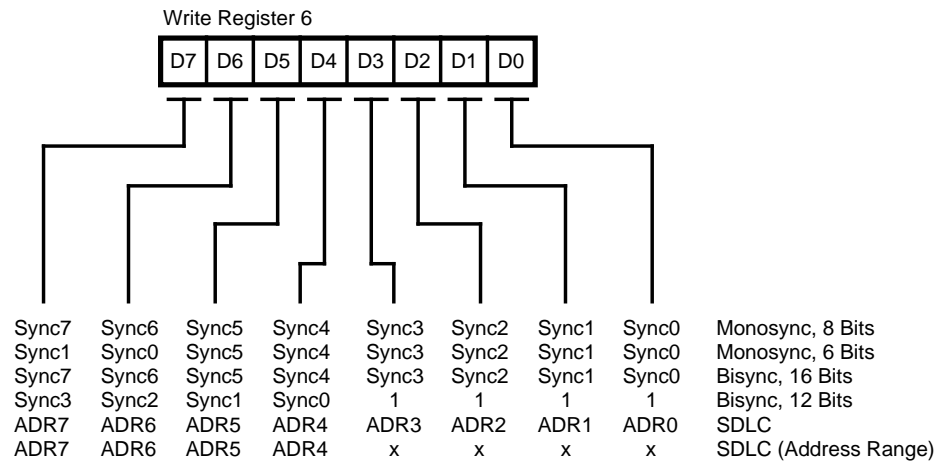 Write Register 6
D7 D6 D5 D4 D3 D2 D1 D0
Sync7 Sync6 Sync5 Sync4 Sync3 Sync2 Sync1 Sync0 Monosync, 8 Bits
Sync1 Sync0 Sync5 Sync4 Sync3 Sync2 Sync1 Sync0 Monosync, 6 Bits
Sync7 Sync6 Sync5 Sync4 Sync3 Sync2 Sync1 Sync0 Bisync, 16 Bits
Sync3 Sync2 Sync1 Sync0 1 1 1 1 Bisync, 12 Bits
ADR7 ADR6 ADR5 ADR4 ADR3 ADR2 ADR1 ADR0 SDLC
ADR7 ADR6 ADR5 ADR4 x x x x SDLC (Address Range)